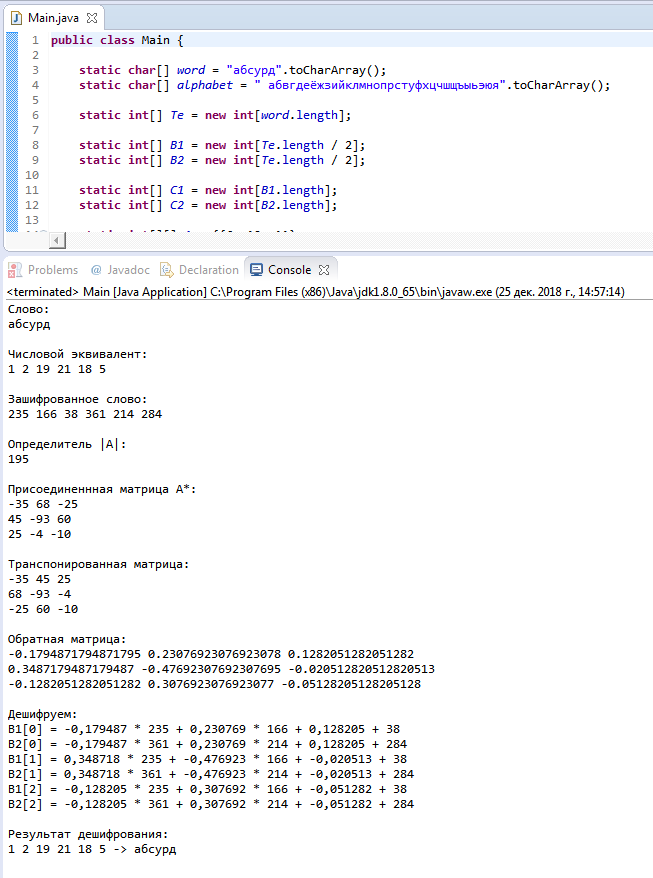 Main.java
1 public class Main {
2
3 static char[] word = "абсурд".toCharArray();
4 static char[] alphabet = " абвгдеёжзийклмнопрстуфхцчшщъыьэюя".toCharArray();
5
6 static int[] Te = new int[word.length];
7
8 static int[] B1 = new int[Te.length / 2];
9 static int[] B2 = new int[Te.length / 2];
10
11 static int[] C1 = new int[B1.length];
12 static int[] C2 = new int[B2.length];
13
Problems @ Javadoc Declaration Console
<terminated> Main [Java Application] C:\Program Files (x86)\Java\jdk1.8.0_65\bin\javaw.exe (25 дек. 2018 г., 14:57:14)
Слово:
абсурд
Числовой эквивалент:
1 2 19 21 18 5
Зашифрованное слово:
235 166 38 361 214 284
Определитель |A|:
195
Присоединеннная матрица A*:
-35 68 -25
45 -93 60
25 -4 -10
Транспонированная матрица:
-35 45 25
68 -93 -4
-25 60 -10
Обратная матрица:
-0.1794871794871795 0.23076923076923078 0.1282051282051282
0.3487179487179487 -0.47692307692307695 -0.020512820512820513
-0.1282051282051282 0.3076923076923077 -0.05128205128205128
Дешифруем:
B1[0] = -0,179487 * 235 + 0,230769 * 166 + 0,128205 + 38
B2[0] = -0,179487 * 361 + 0,230769 * 214 + 0,128205 + 284
B1[1] = 0,348718 * 235 + -0,476923 * 166 + -0,020513 + 38
B2[1] = 0,348718 * 361 + -0,476923 * 214 + -0,020513 + 284
B1[2] = -0,128205 * 235 + 0,307692 * 166 + -0,051282 + 38
B2[2] = -0,128205 * 361 + 0,307692 * 214 + -0,051282 + 284
Результат дешифрования:
1 2 19 21 18 5 -> абсурд